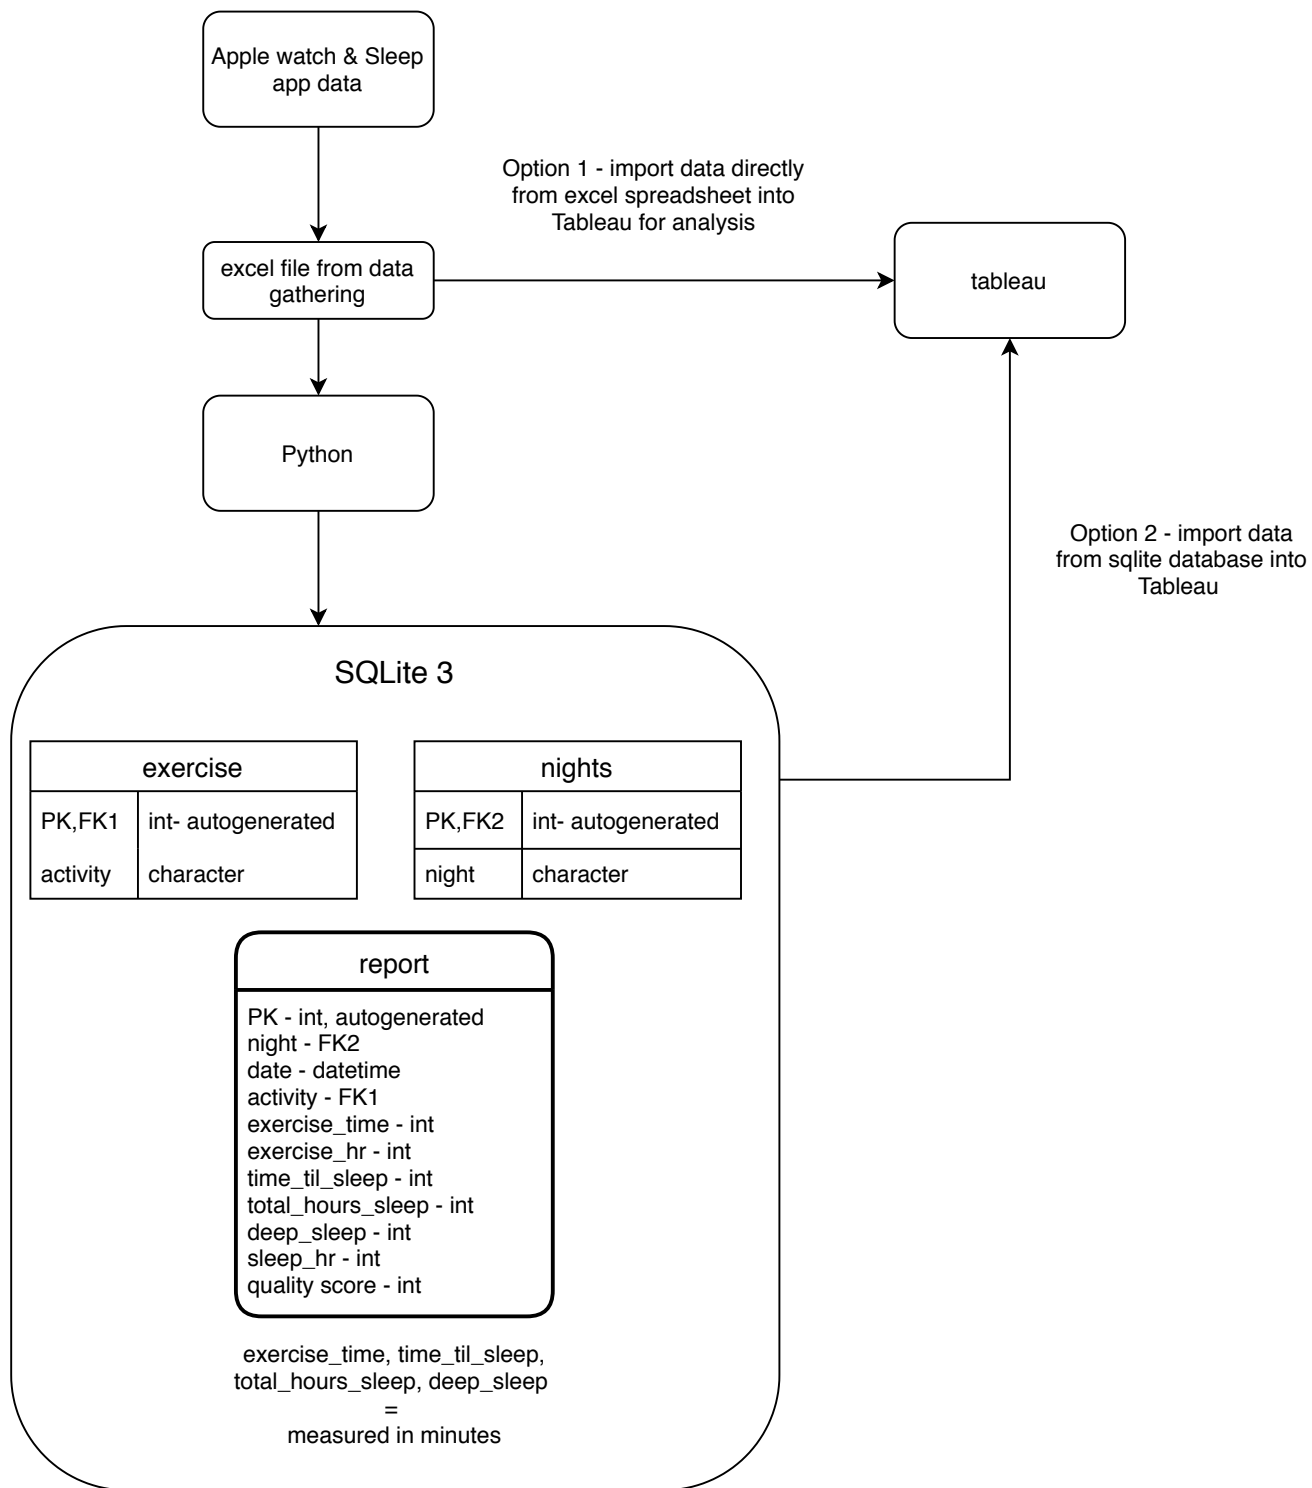 Apple watch & Sleep
app data
Option 1 - import data directly
from excel spreadsheet into
Tableau for analysis
excel file from data
gathering
tableau
Python
Option 2 - import data
from sqlite database into
Tableau
SQLite 3
exercise
PK,FK1 int- autogenerated
activity character
nights
PK,FK2 int- autogenerated
night character
report
PK - int, autogenerated
night - FK2
date - datetime
activity - FK1
exercise_time - int
exercise_hr - int
time_til_sleep - int
total_hours_sleep - int
deep_sleep - int
sleep_hr - int
quality score - int
exercise_time, time_til_sleep,
total_hours_sleep, deep_sleep
=
measured in minutes